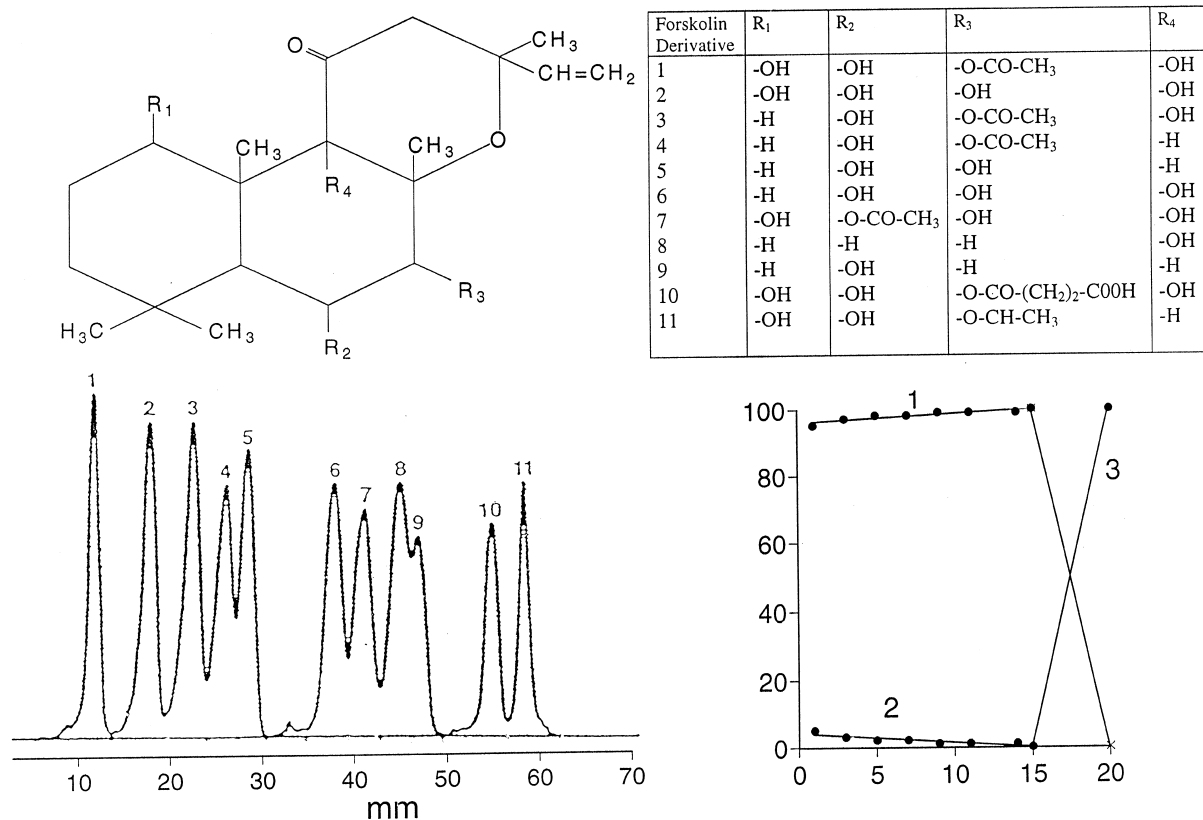 O
CH₃
CH=CH₂
R₁
CH₃
CH₃
O
R₄
R₃
H₃C
CH₃
R₂
Forskolin Derivative R₁ R₂ R₃ R₄
1 -OH -OH -O-CO-CH₃ -OH
2 -OH -OH -OH -OH
3 -H -OH -O-CO-CH₃ -OH
4 -H -OH -O-CO-CH₃ -H
5 -H -OH -OH -H
6 -H -OH -OH -OH
7 -OH -O-CO-CH₃ -OH -OH
8 -H -H -H -OH
9 -H -OH -H -H
10 -OH -OH -O-CO-(CH₂)₂-C00H -OH
11 -OH -OH -O-CH-CH₃ -H
1 2 3 4 5 6 7 8 9 10 11
10 20 30 40 50 60 70
mm
100
80
60
40
20
0
1
3
2
0 5 10 15 20